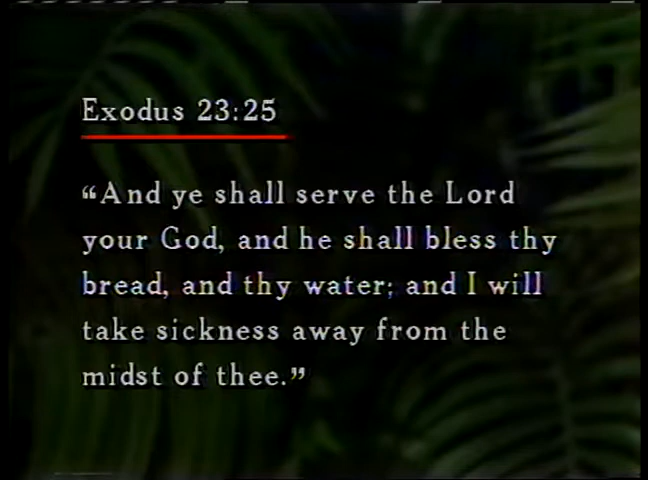 Exodus 23:25
“And ye shall serve the Lord
your God, and he shall bless thy
bread, and thy water; and I will
take sickness away from the
midst of thee.”